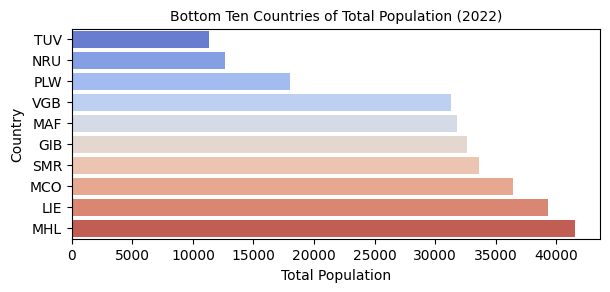 Bottom Ten Countries of Total Population (2022)
Country
TUV
NRU
PLW
VGB
MAF
GIB
SMR
MCO
LIE
MHL
0 5000 10000 15000 20000 25000 30000 35000 40000
Total Population